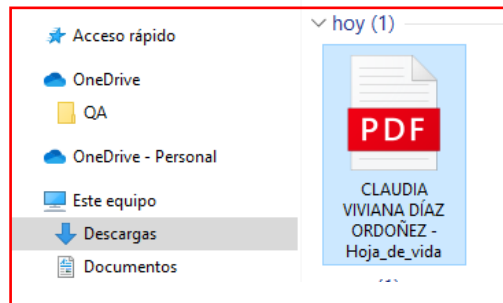 Acceso rápido
OneDrive
QA
OneDrive - Personal
Este equipo
Descargas
Documentos
hoy (1)
PDF
CLAUDIA
VIVIANA DÍAZ
ORDOÑEZ -
Hoja_de_vida